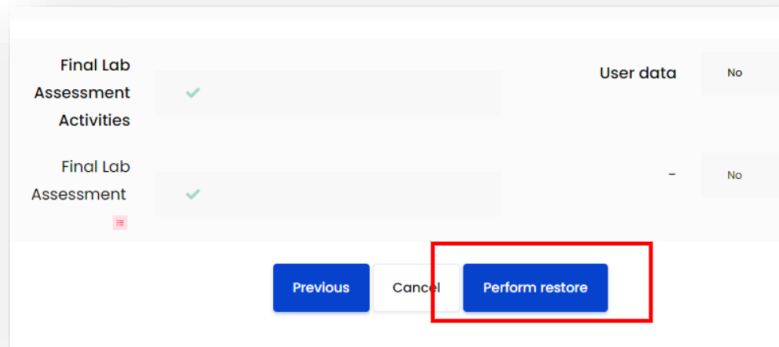 Final Lab
Assessment
Activities
User data
No
Final Lab
Assessment
-
No
Previous
Cancel
Perform restore